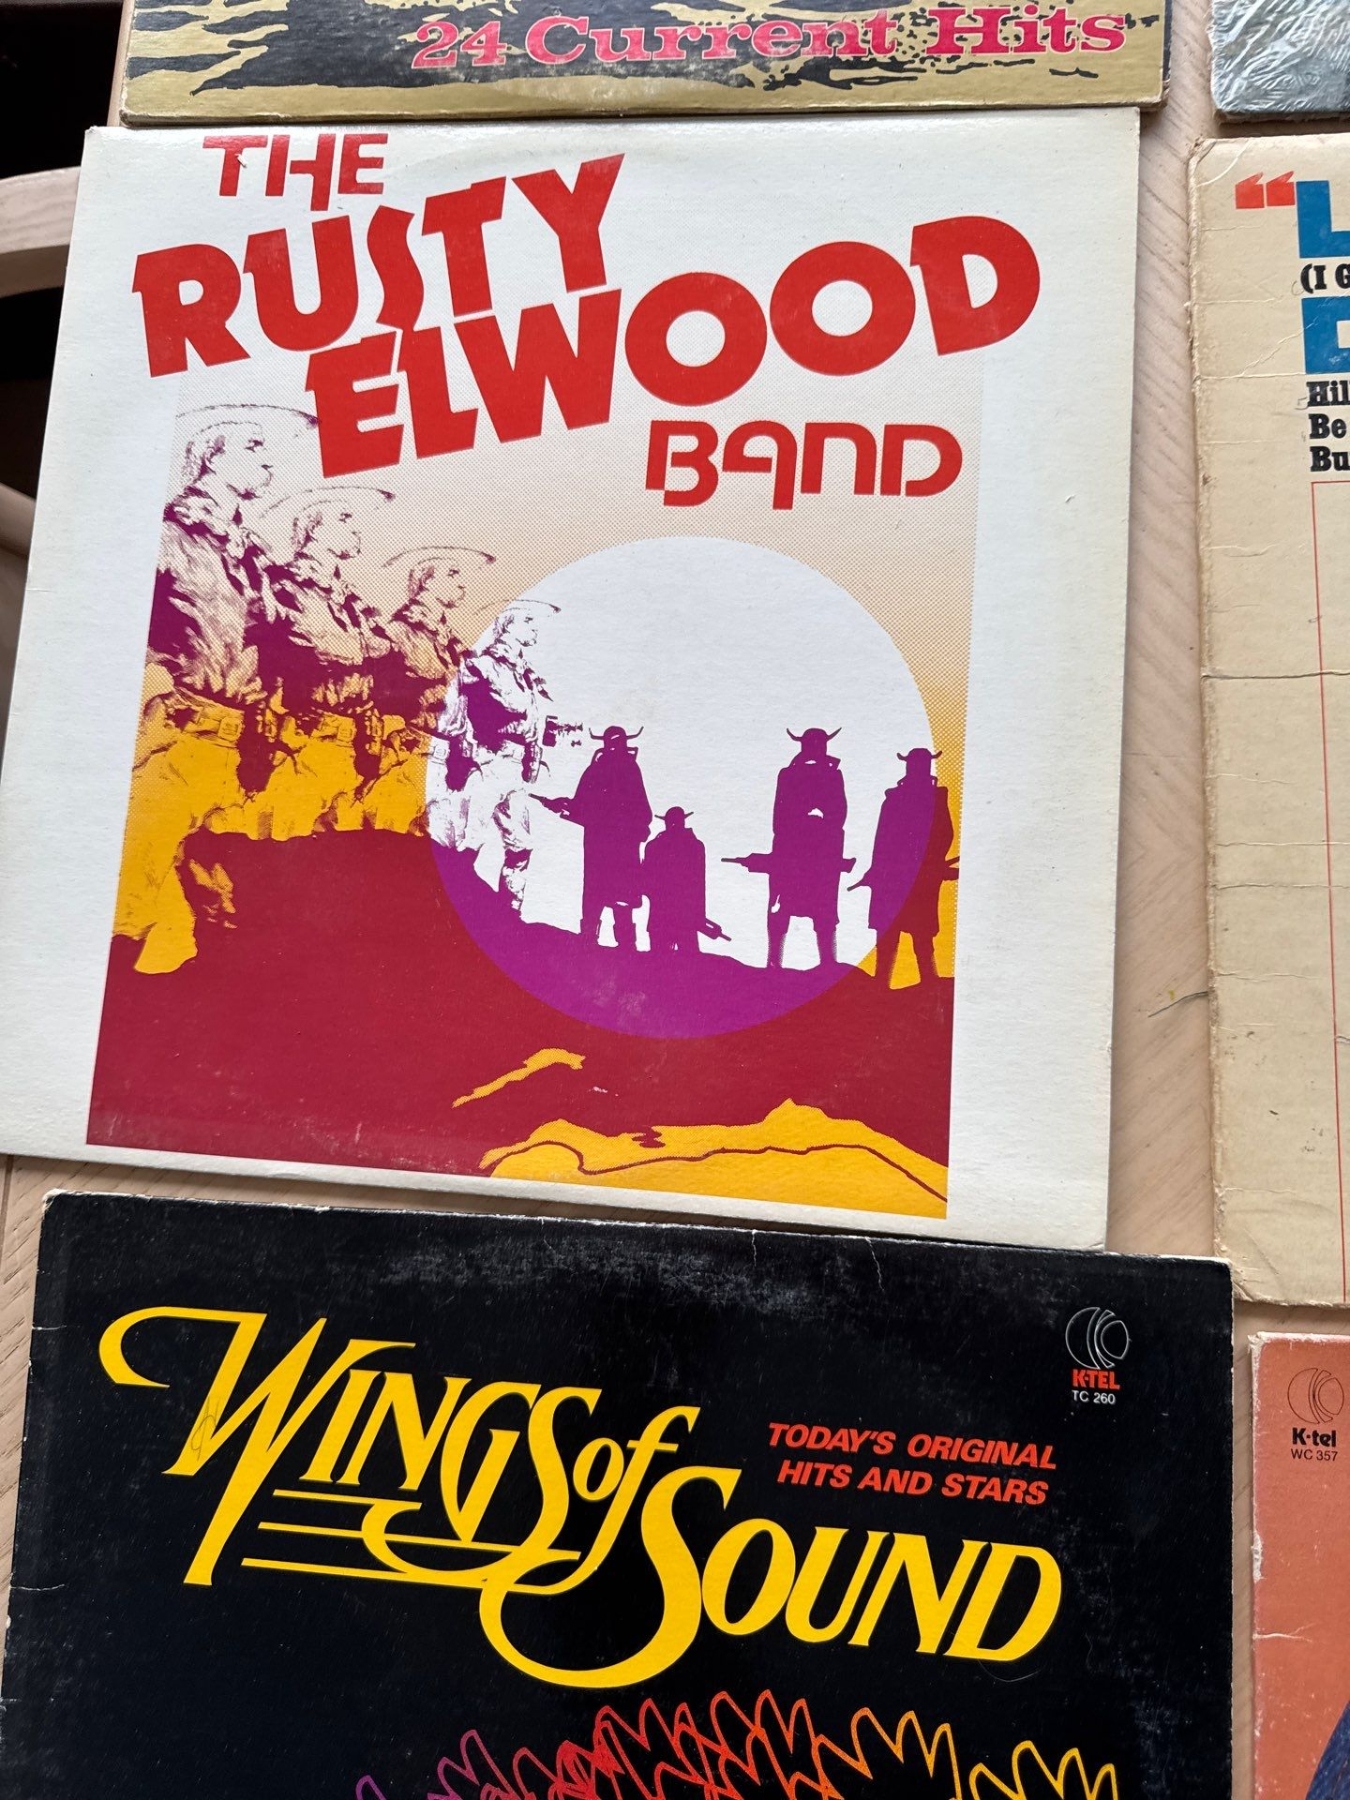 24 Current Hits
THE
RUSTY
ELWOOD
BAND
“
(I
Be
WINGS of
SOUND
TODAY'S ORIGINAL
HITS AND STARS
K-TEL
TC 260
K-tel
WC 357